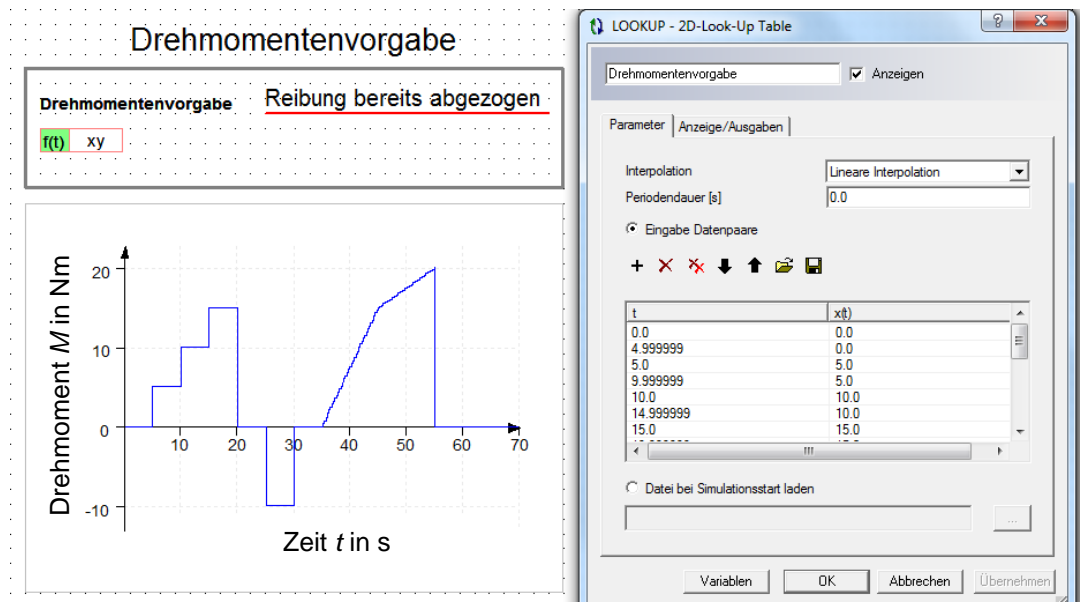 Drehmomentenvorgabe
Drehmomentenvorgabe
Reibung bereits abgezogen
f(t) xy
Drehmoment M in Nm
20
10
0
-10
10 20 30 40 50 60 70
Zeit t in s
LOOKUP - 2D-Look-Up Table
Drehmomentenvorgabe
Anzeigen
Parameter Anzeige/Ausgaben
Interpolation Lineare Interpolation
Periodendauer [s] 0.0
Eingabe Datenpaare
t x(t)
0.0 0.0
4.999999 0.0
5.0 5.0
9.999999 5.0
10.0 10.0
14.999999 10.0
15.0 15.0
Datei bei Simulationsstart laden
...
Variablen OK Abbrechen Übernehmen